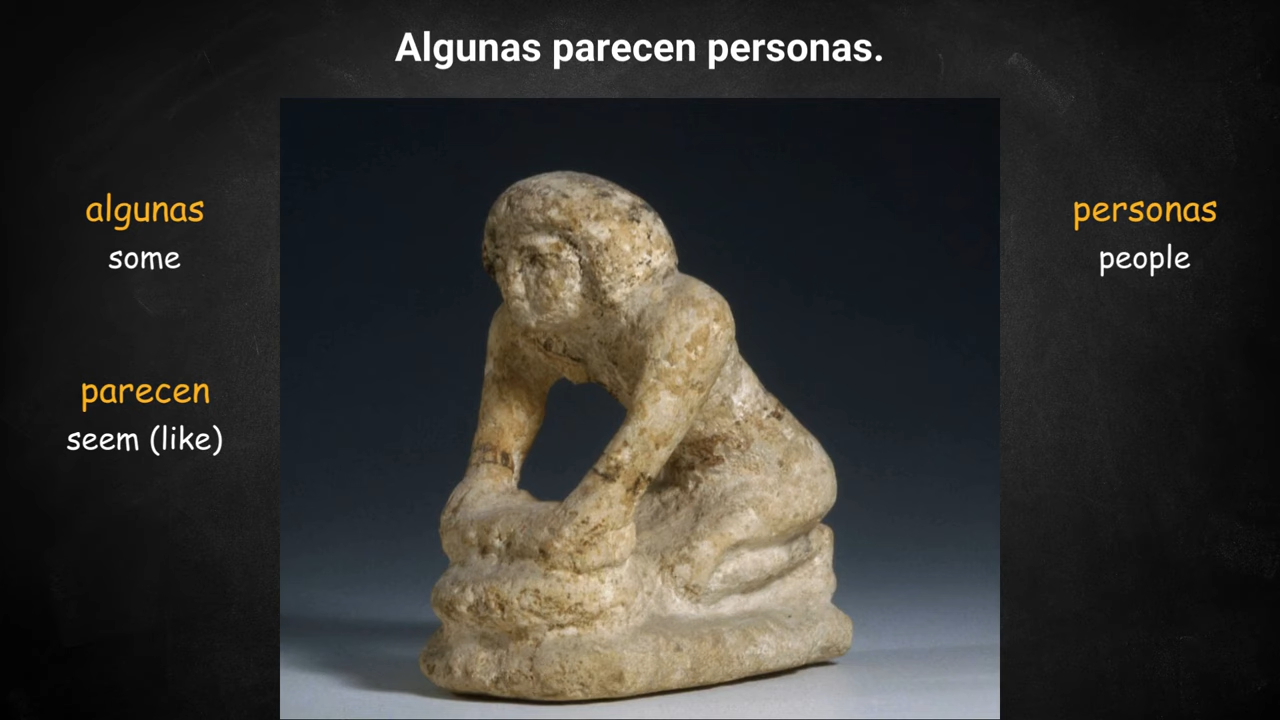 Algunas parecen personas.
algunas
some
parecen
seem (like)
personas
people